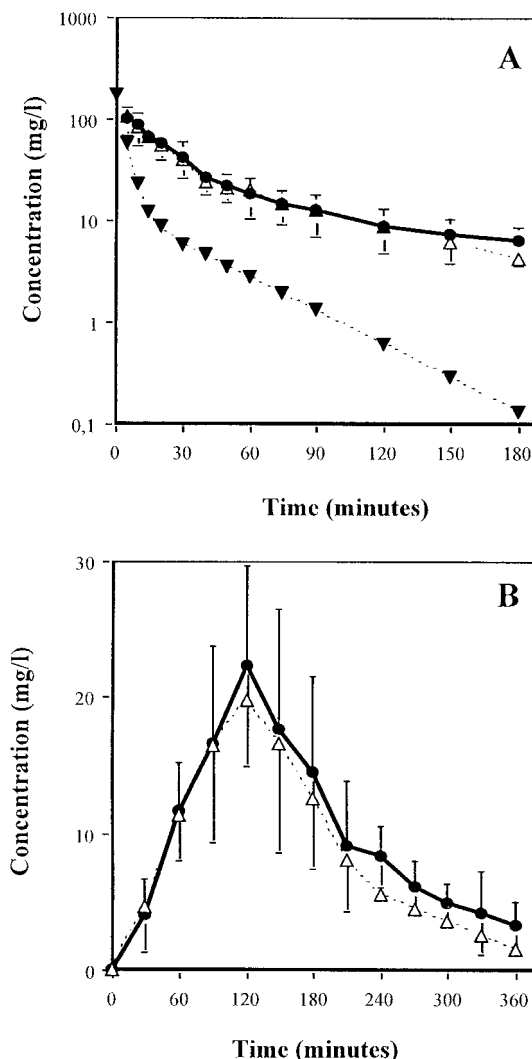 A
Concentration (mg/l)
1000
100
10
1
0,1
0 30 60 90 120 150 180
Time (minutes)
B
Concentration (mg/l)
30
20
10
0
0 60 120 180 240 300 360
Time (minutes)